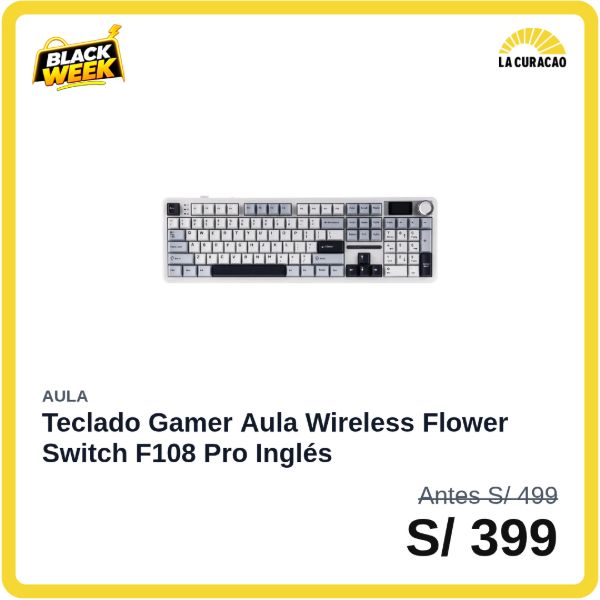 BLACK
WEEK
LA CURACAO
AULA
Teclado Gamer Aula Wireless Flower
Switch F108 Pro Inglés
Antes S/ 499
S/ 399